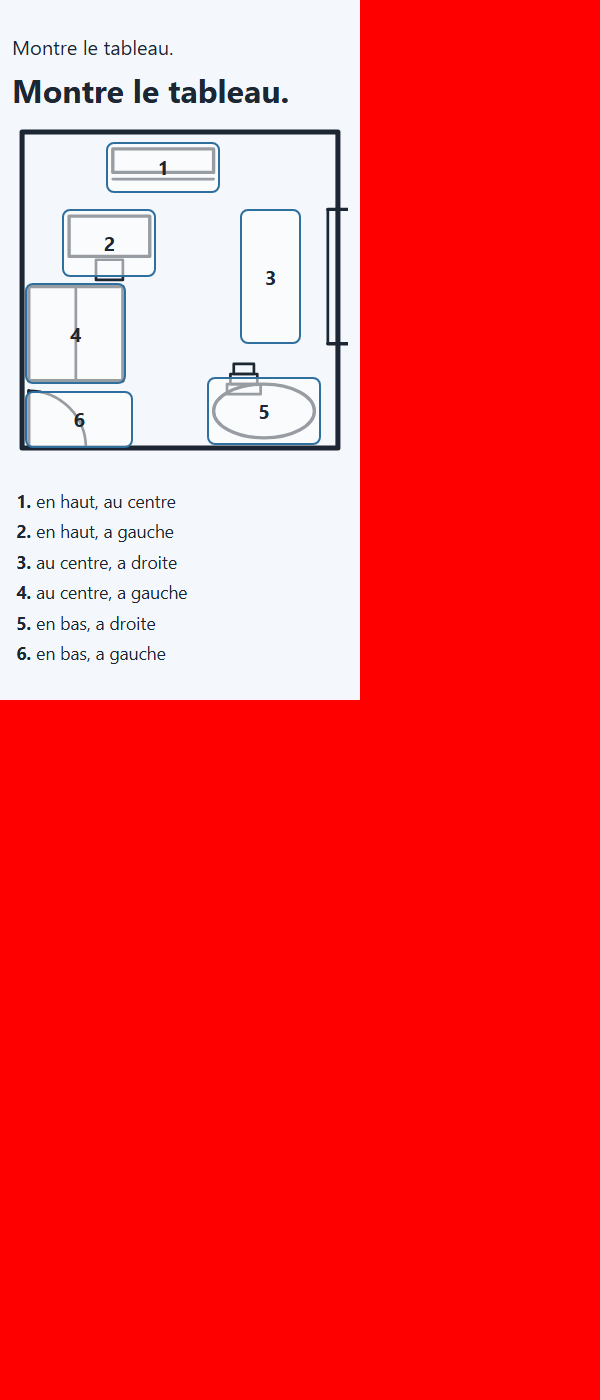 Montre le tableau.
Montre le tableau.
1
2
3
4
5
6
1. en haut, au centre
2. en haut, a gauche
3. au centre, a droite
4. au centre, a gauche
5. en bas, a droite
6. en bas, a gauche